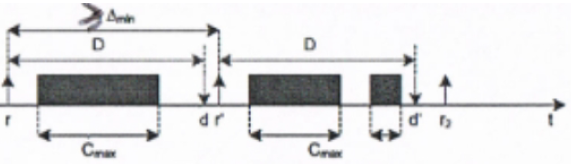 Δmin
D D
r d r' d' r₂ t
Cmax Cmax